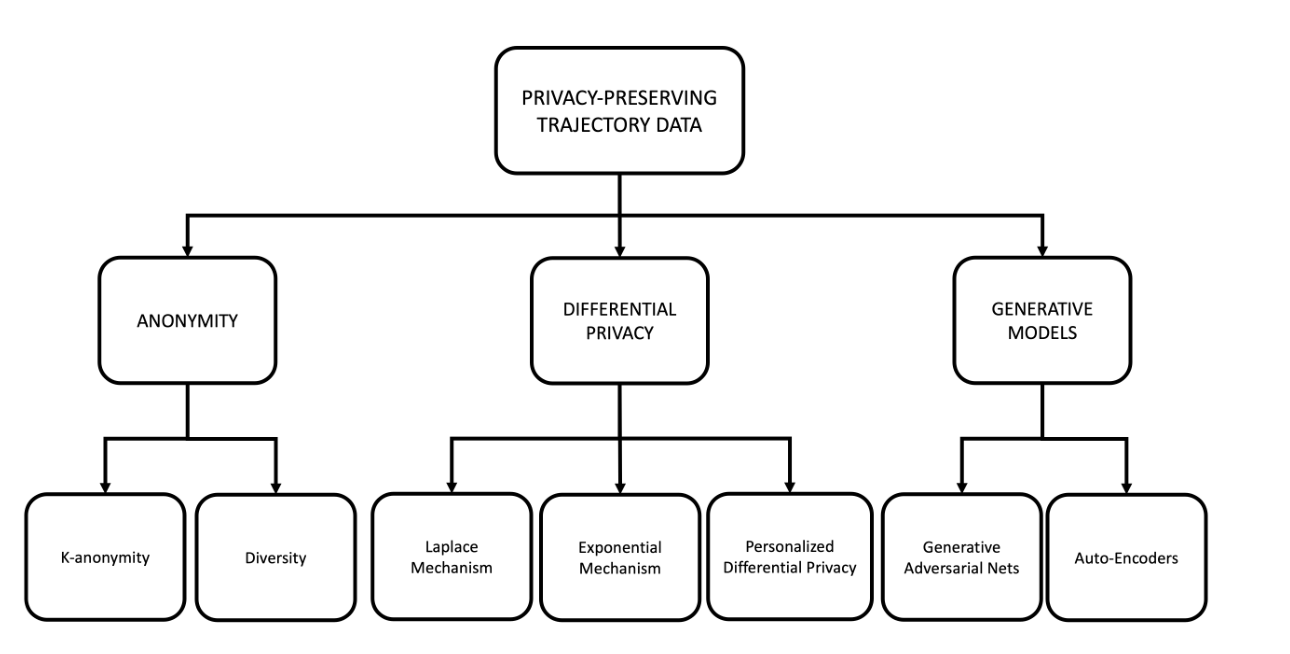 PRIVACY-PRESERVING
TRAJECTORY DATA
ANONYMITY
DIFFERENTIAL
PRIVACY
GENERATIVE
MODELS
K-anonymity
Diversity
Laplace
Mechanism
Exponential
Mechanism
Personalized
Differential Privacy
Generative
Adversarial Nets
Auto-Encoders